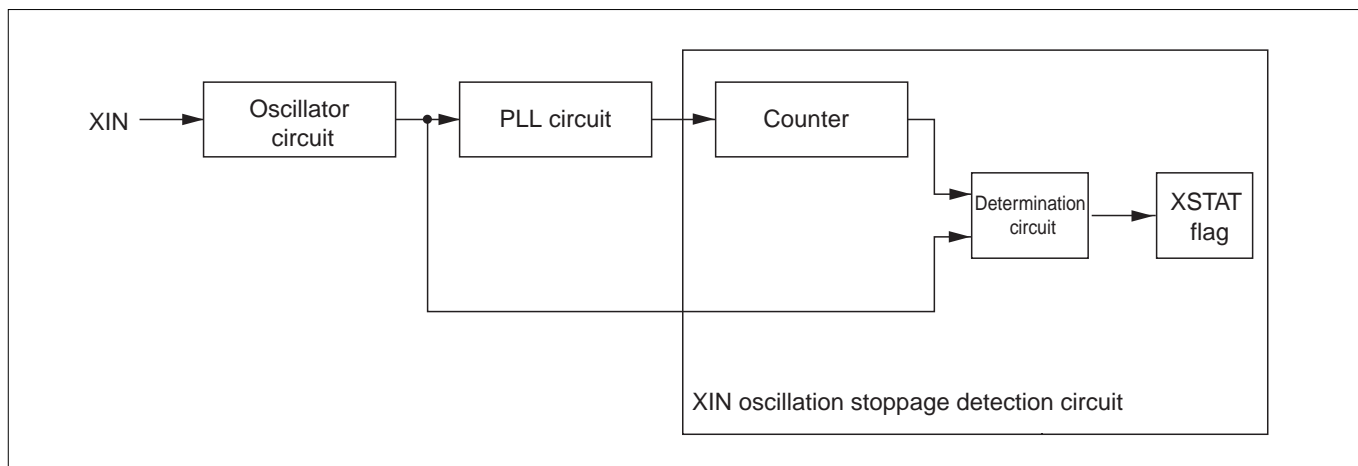 XIN
Oscillator
circuit
PLL circuit
Counter
Determination
circuit
XSTAT
flag
XIN oscillation stoppage detection circuit